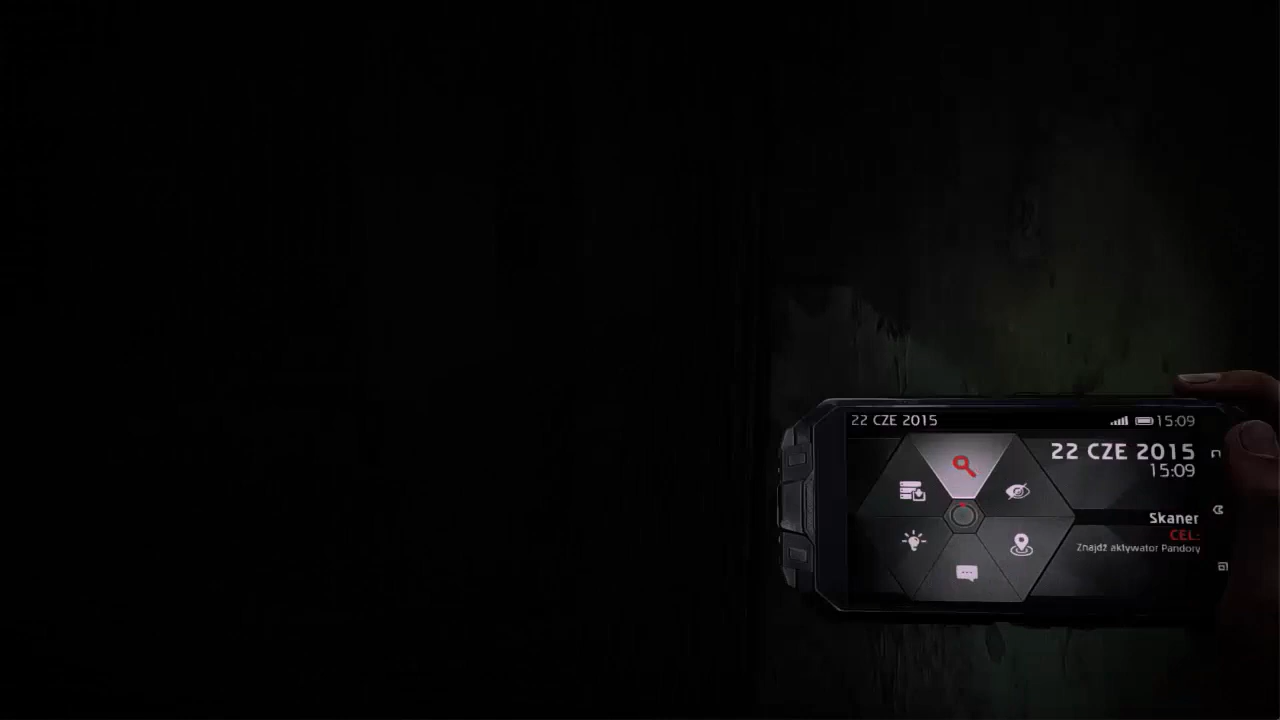 22 CZE 2015
15:09
22 CZE 2015
15:09
Skaner
CEL:
Znajdź aktywator Pandory